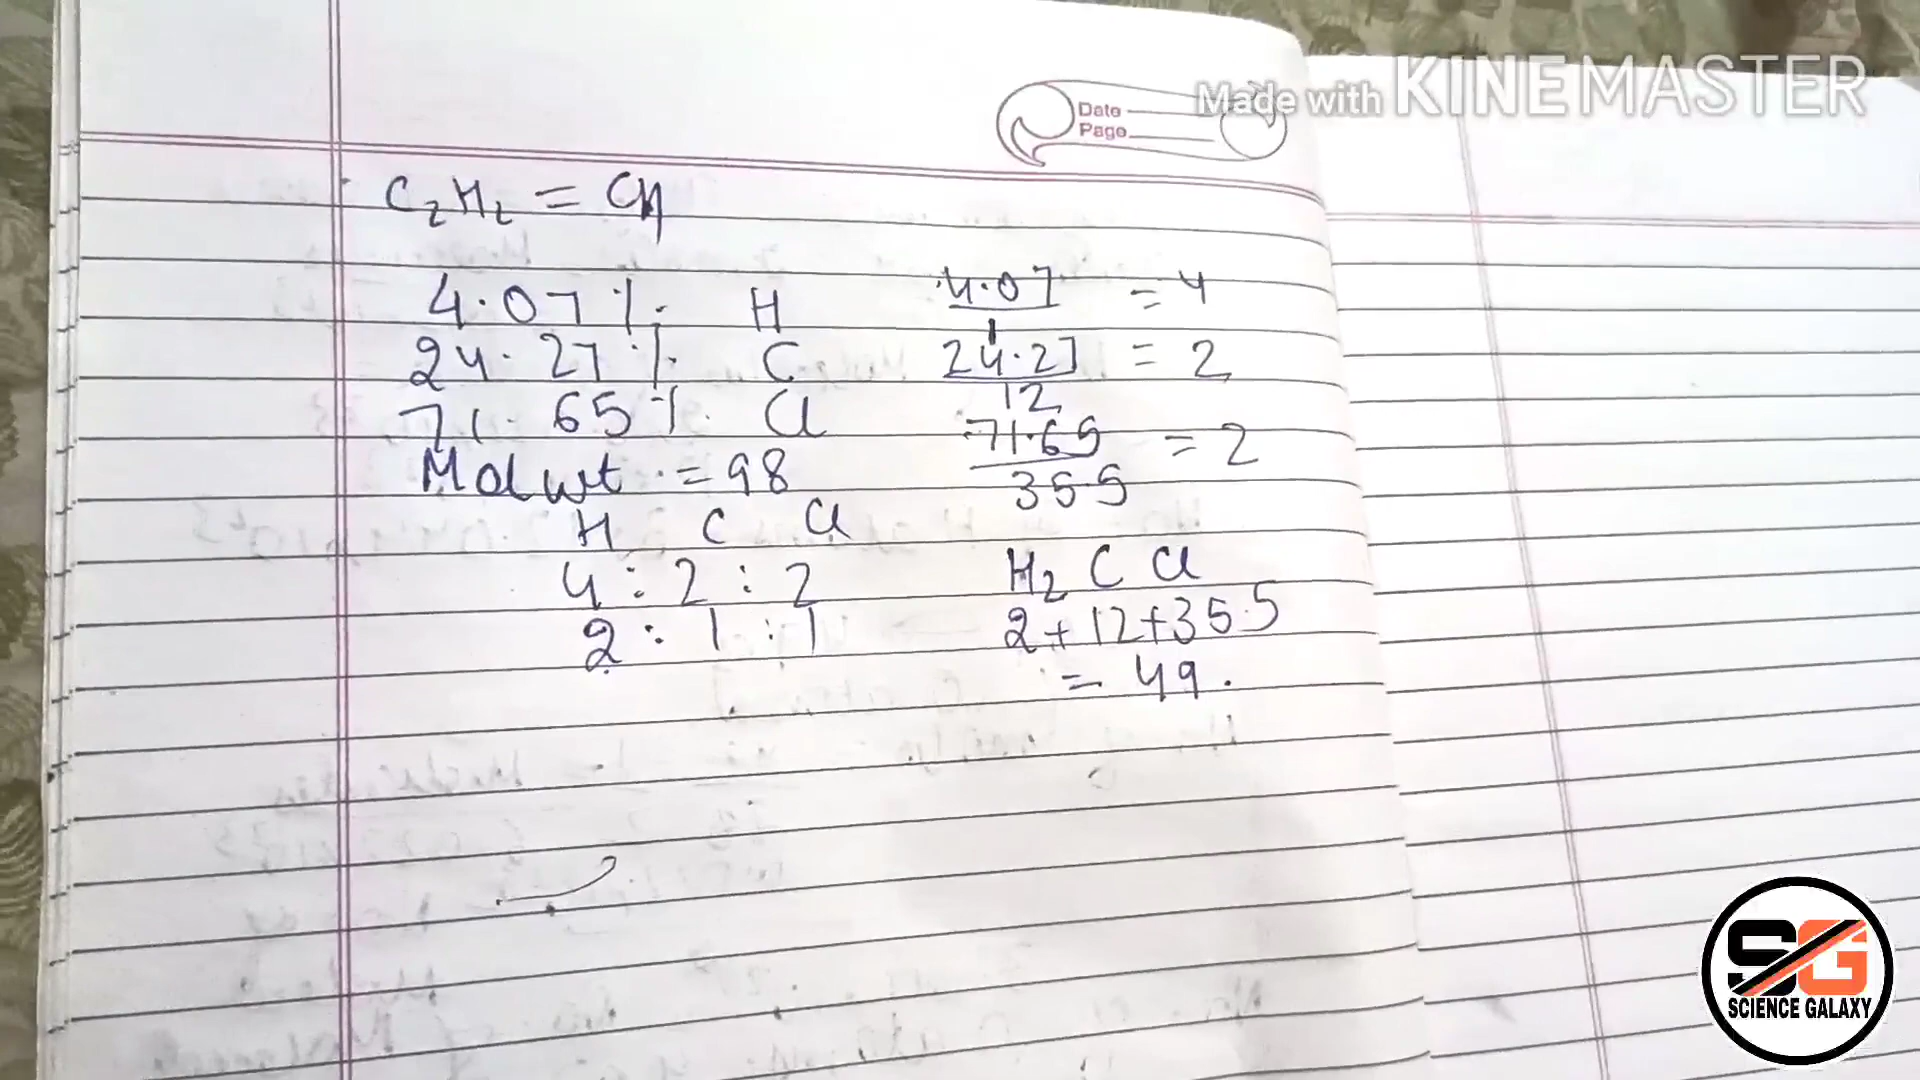 Made with KINEMASTER
Date
Page
C₂H₂ = CH
4.07 % H
24.27 % C
71.65 % Cl
Mol wt. = 98
H C Cl
4 : 2 : 2
2 : 1 : 1
4.07 / 1 = 4
24.27 / 12 = 2
71.65 / 35.5 = 2
H₂ C Cl
2 + 12 + 35.5
= 49.
SG
SCIENCE GALAXY